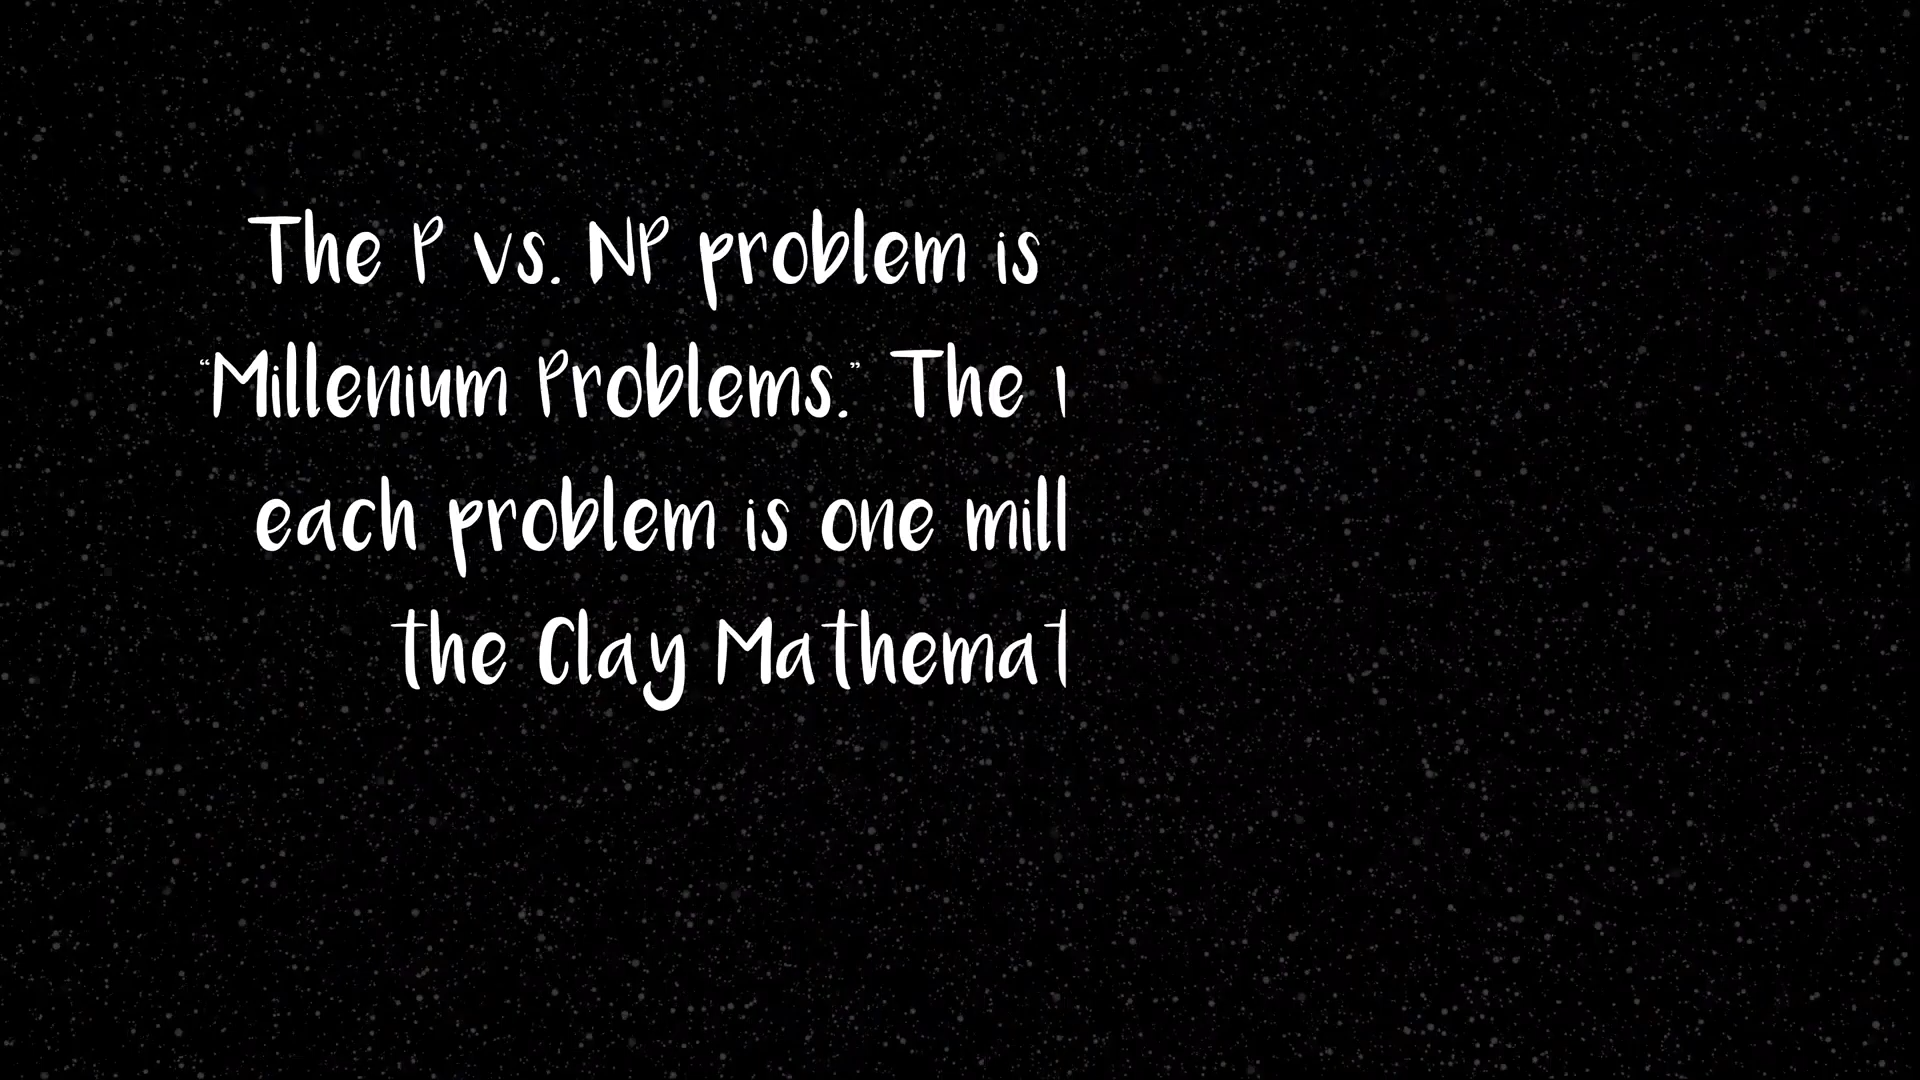 The P vs. NP problem is
“Millenium Problems.” The
each problem is one mill
the Clay Mathemat